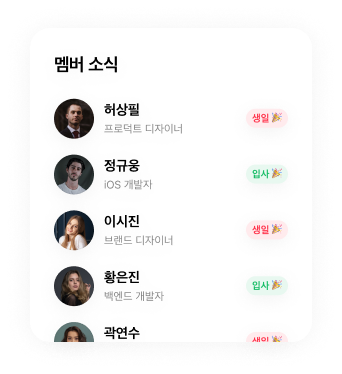 멤버 소식
허상필
프로덕트 디자이너
생일 🎉
정규웅
iOS 개발자
입사 🎉
이시진
브랜드 디자이너
생일 🎉
황은진
백엔드 개발자
입사 🎉
곽연수
생일 🎉